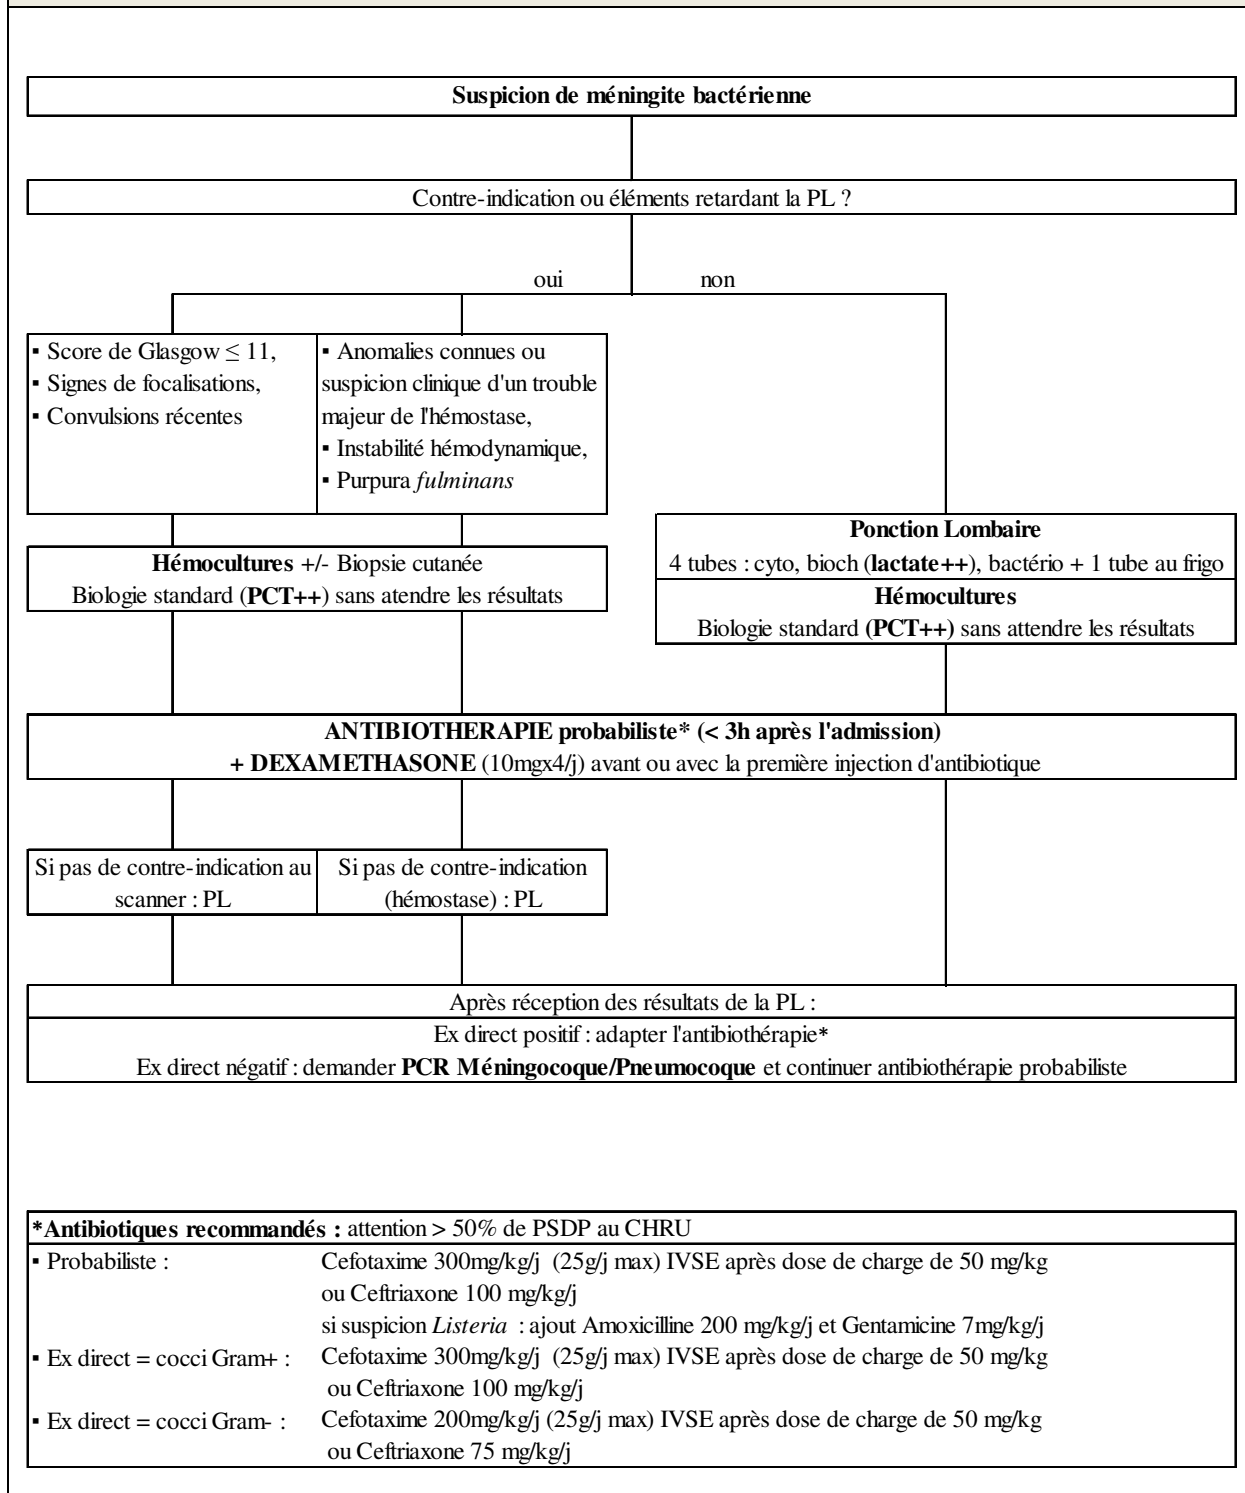 Suspicion de méningite bactérienne
Contre-indication ou éléments retardant la PL ?
oui
non
▪ Score de Glasgow ≤ 11,
▪ Signes de focalisations,
▪ Convulsions récentes
▪ Anomalies connues ou
suspicion clinique d'un trouble
majeur de l'hémostase,
▪ Instabilité hémodynamique,
▪ Purpura fulminans
Hémocultures +/- Biopsie cutanée
Biologie standard (PCT++) sans atendre les résultats
Ponction Lombaire
4 tubes : cyto, bioch (lactate++), bactério + 1 tube au frigo
Hémocultures
Biologie standard (PCT++) sans attendre les résultats
ANTIBIOTHERAPIE probabiliste* (< 3h après l'admission)
+ DEXAMETHASONE (10mgx4/j) avant ou avec la première injection d'antibiotique
Si pas de contre-indication au
scanner : PL
Si pas de contre-indication
(hémostase) : PL
Après réception des résultats de la PL :
Ex direct positif : adapter l'antibiothérapie*
Ex direct négatif : demander PCR Méningocoque/Pneumocoque et continuer antibiothérapie probabiliste
*Antibiotiques recommandés : attention > 50% de PSDP au CHRU
▪ Probabiliste : Cefotaxime 300mg/kg/j (25g/j max) IVSE après dose de charge de 50 mg/kg
ou Ceftriaxone 100 mg/kg/j
si suspicion Listeria : ajout Amoxicilline 200 mg/kg/j et Gentamicine 7mg/kg/j
▪ Ex direct = cocci Gram+ : Cefotaxime 300mg/kg/j (25g/j max) IVSE après dose de charge de 50 mg/kg
ou Ceftriaxone 100 mg/kg/j
▪ Ex direct = cocci Gram- : Cefotaxime 200mg/kg/j (25g/j max) IVSE après dose de charge de 50 mg/kg
ou Ceftriaxone 75 mg/kg/j